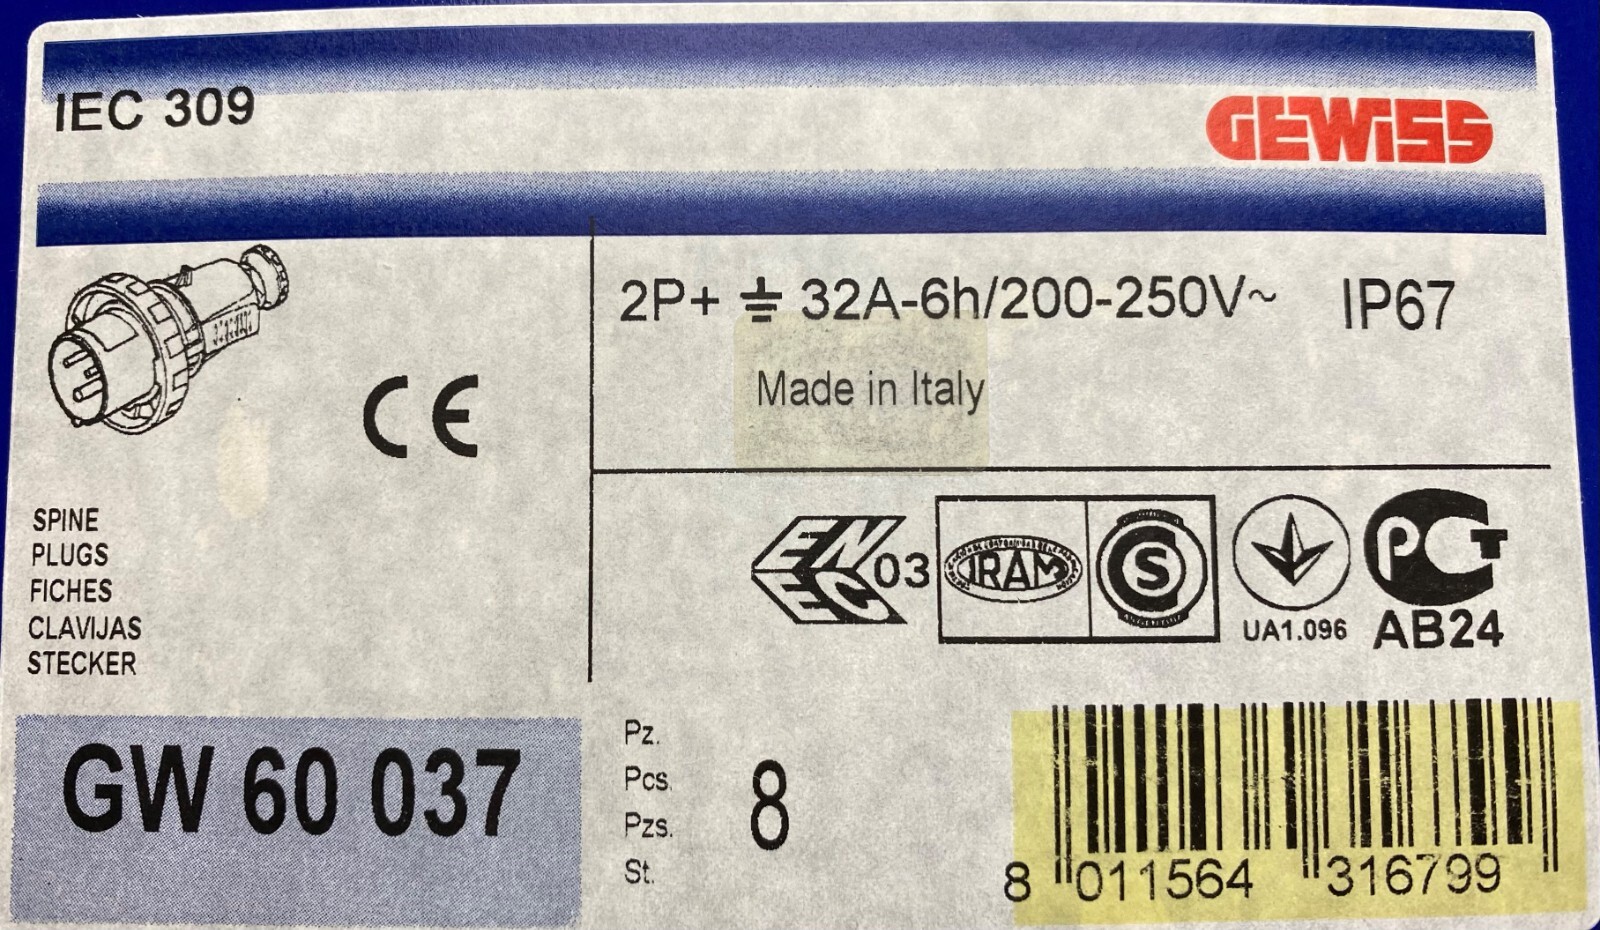 IEC 309
GEWiSS
2P+ ⏚ 32A-6h/200-250V~ IP67
Made in Italy
CE
SPINE
PLUGS
FICHES
CLAVIJAS
STECKER
ENEC 03
IRAM
S
UA1.096
PCT
AB24
GW 60 037
Pz.
Pcs.
Pzs.
St.
8
8 011564 316799